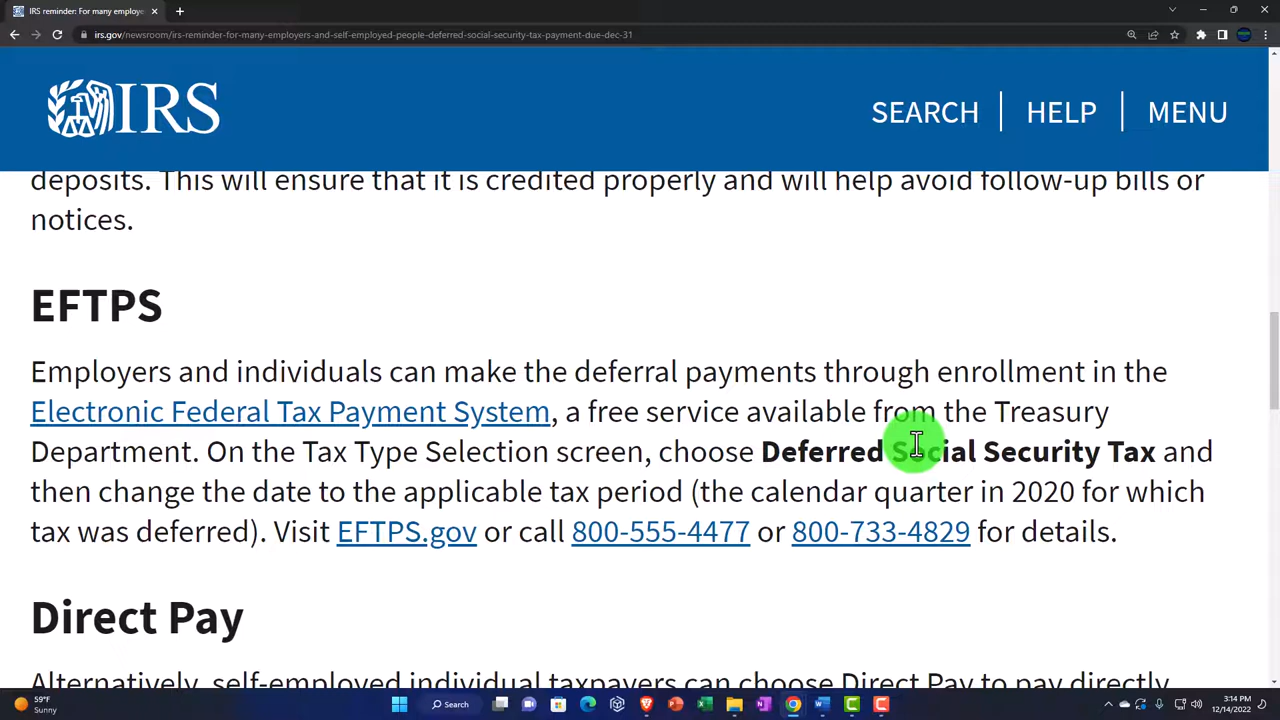 IRS reminder: For many employe
irs.gov/newsroom/irs-reminder-for-many-employers-and-self-employed-people-deferred-social-security-tax-payment-due-dec-31
IRS
SEARCH
HELP
MENU
deposits. This will ensure that it is credited properly and will help avoid follow-up bills or
notices.
EFTPS
Employers and individuals can make the deferral payments through enrollment in the
Electronic Federal Tax Payment System, a free service available from the Treasury
Department. On the Tax Type Selection screen, choose Deferred Social Security Tax and
then change the date to the applicable tax period (the calendar quarter in 2020 for which
tax was deferred). Visit EFTPS.gov or call 800-555-4477 or 800-733-4829 for details.
Direct Pay
Alternatively, self-employed individual taxpayers can choose Direct Pay to pay directly
59°F
Sunny
Search
3:14 PM
12/14/2022